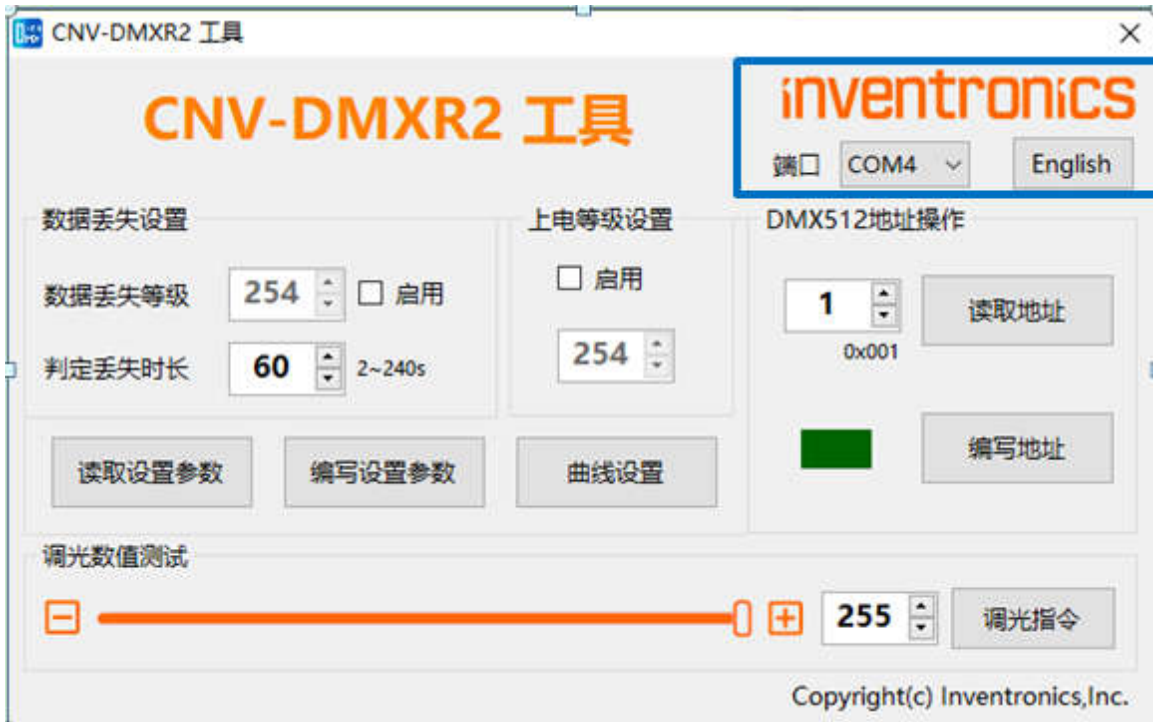 CNV-DMXR2 工具
CNV-DMXR2 工具
inventronics
端口 COM4 English
数据丢失设置
数据丢失等级 254 启用
判定丢失时长 60 2~240s
上电等级设置
启用
254
DMX512地址操作
1 读取地址
0x001
编写地址
读取设置参数 编写设置参数 曲线设置
调光数值测试
255 调光指令
Copyright(c) Inventronics,Inc.